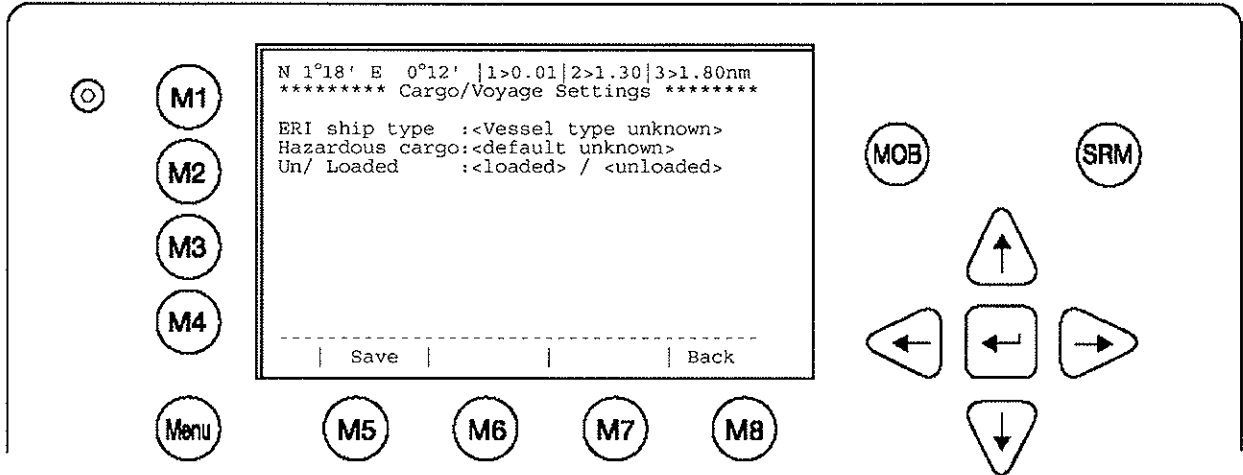 N 1°18' E 0°12' |1>0.01|2>1.30|3>1.80nm
********* Cargo/Voyage Settings ********
ERI ship type :<Vessel type unknown>
Hazardous cargo:<default unknown>
Un/ Loaded :<loaded> / <unloaded>
| Save | | | Back
M1
M2
M3
M4
Menu
M5
M6
M7
M8
MOB
SRM